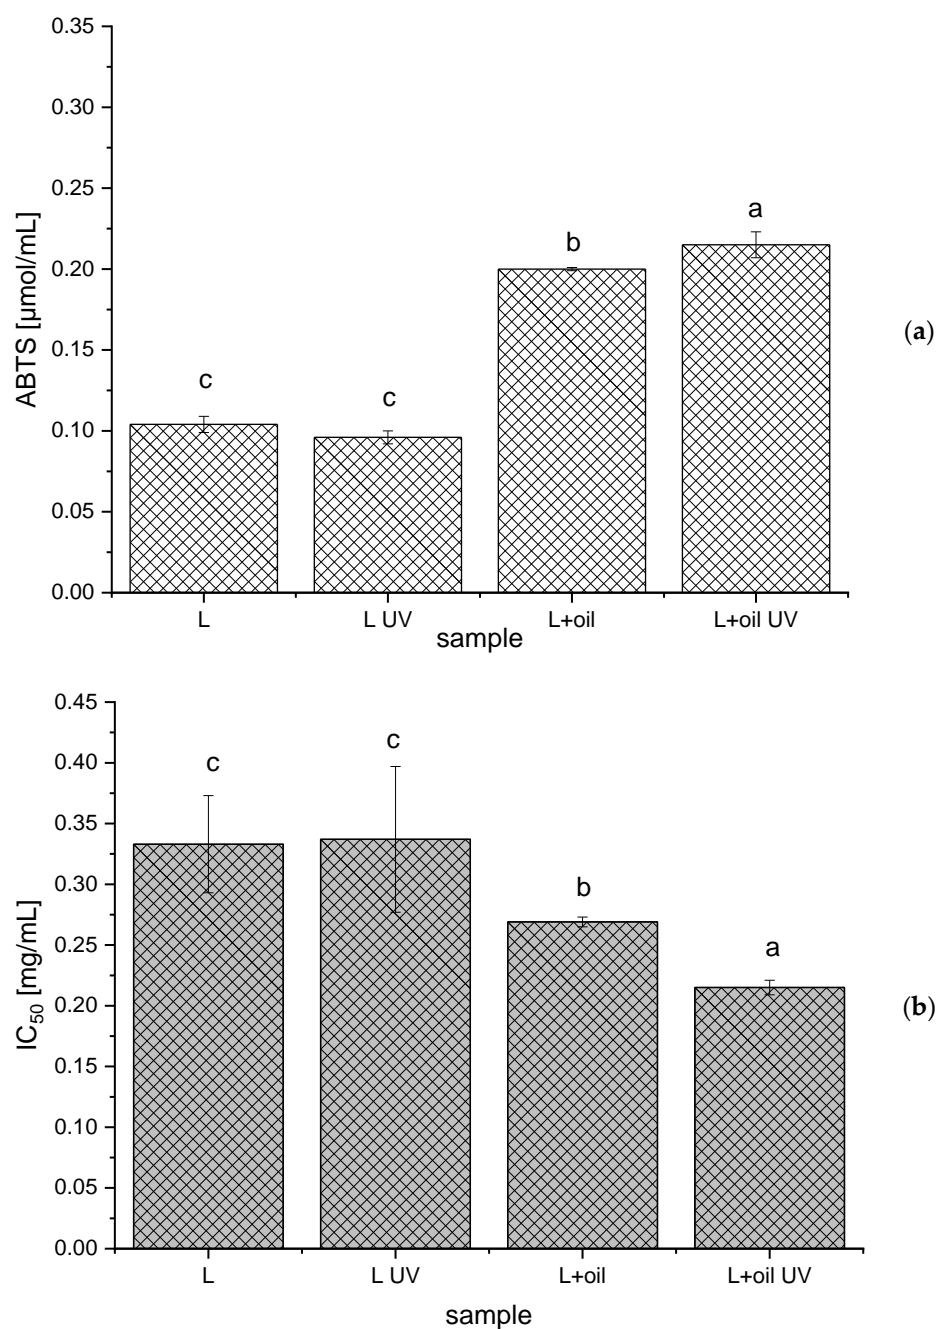 0.35
0.30
0.25
0.20
0.15
0.10
0.05
0.00
ABTS [µmol/mL]
c
c
b
a
L
L UV
L+oil
L+oil UV
sample
(a)
0.45
0.40
0.35
0.30
0.25
0.20
0.15
0.10
0.05
0.00
IC50 [mg/mL]
c
c
b
a
L
L UV
L+oil
L+oil UV
sample
(b)